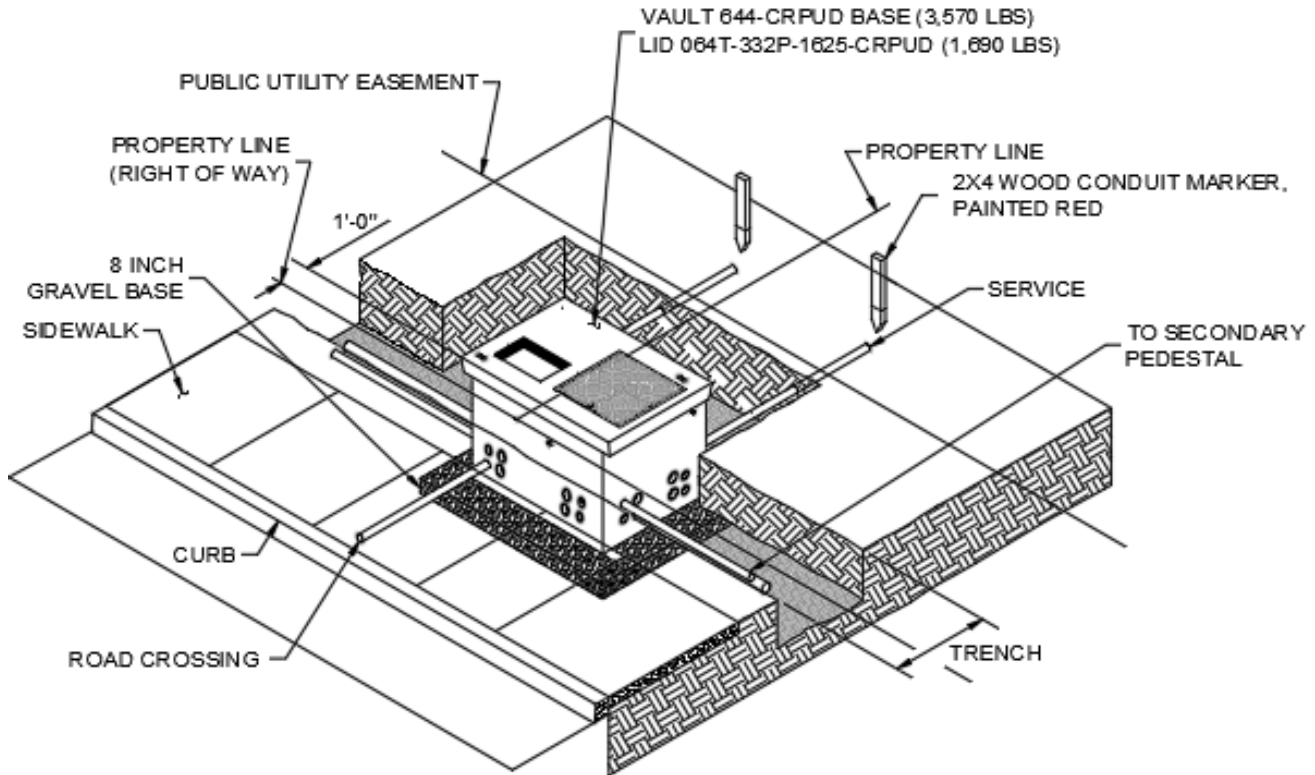 VAULT 644-CRPUD BASE (3,570 LBS)
LID 064T-332P-1625-CRPUD (1,690 LBS)
PUBLIC UTILITY EASEMENT
PROPERTY LINE
(RIGHT OF WAY)
PROPERTY LINE
2X4 WOOD CONDUIT MARKER,
PAINTED RED
1'-0"
8 INCH
GRAVEL BASE
SERVICE
SIDEWALK
TO SECONDARY
PEDESTAL
CURB
ROAD CROSSING
TRENCH